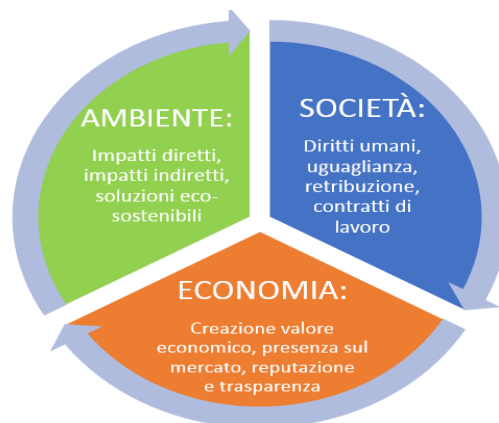 AMBIENTE:
Impatti diretti,
impatti indiretti,
soluzioni eco-
sostenibili
SOCIETÀ:
Diritti umani,
uguaglianza,
retribuzione,
contratti di
lavoro
ECONOMIA:
Creazione valore
economico, presenza sul
mercato, reputazione
e trasparenza